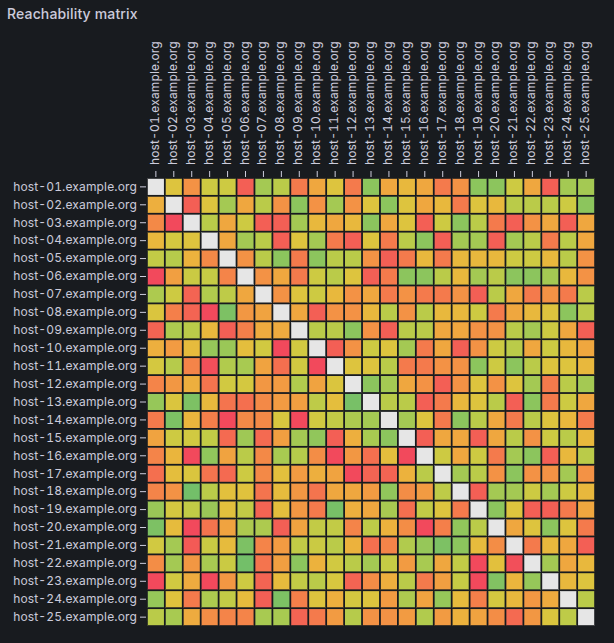 Reachability matrix
host-01.example.org
host-02.example.org
host-03.example.org
host-04.example.org
host-05.example.org
host-06.example.org
host-07.example.org
host-08.example.org
host-09.example.org
host-10.example.org
host-11.example.org
host-12.example.org
host-13.example.org
host-14.example.org
host-15.example.org
host-16.example.org
host-17.example.org
host-18.example.org
host-19.example.org
host-20.example.org
host-21.example.org
host-22.example.org
host-23.example.org
host-24.example.org
host-25.example.org
host-01.example.org
host-02.example.org
host-03.example.org
host-04.example.org
host-05.example.org
host-06.example.org
host-07.example.org
host-08.example.org
host-09.example.org
host-10.example.org
host-11.example.org
host-12.example.org
host-13.example.org
host-14.example.org
host-15.example.org
host-16.example.org
host-17.example.org
host-18.example.org
host-19.example.org
host-20.example.org
host-21.example.org
host-22.example.org
host-23.example.org
host-24.example.org
host-25.example.org